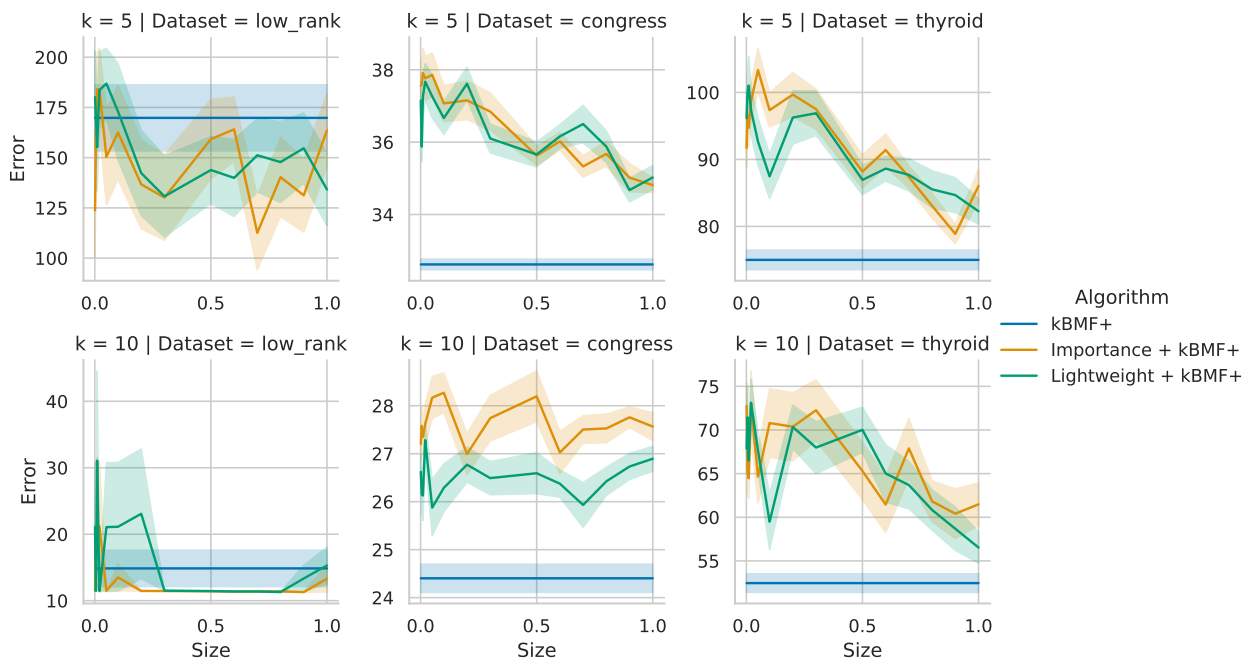 k = 5 | Dataset = low_rank
k = 5 | Dataset = congress
k = 5 | Dataset = thyroid
200
175
150
125
100
Error
0.0
0.5
1.0
38
36
34
0.0
0.5
1.0
100
90
80
0.0
0.5
1.0
k = 10 | Dataset = low_rank
k = 10 | Dataset = congress
k = 10 | Dataset = thyroid
40
30
20
10
Error
0.0
0.5
1.0
Size
28
27
26
25
24
0.0
0.5
1.0
Size
75
70
65
60
55
0.0
0.5
1.0
Size
Algorithm
kBMF+
Importance + kBMF+
Lightweight + kBMF+